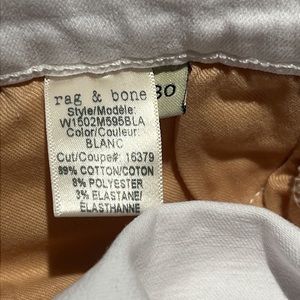 rag & bone
Style/Modèle:
W1502M595BLA
Color/Couleur:
BLANC
Cut/Coupe#: 16379
89% COTTON/COTON
8% POLYESTER
3% ELASTANE/
ELASTHANNE
30